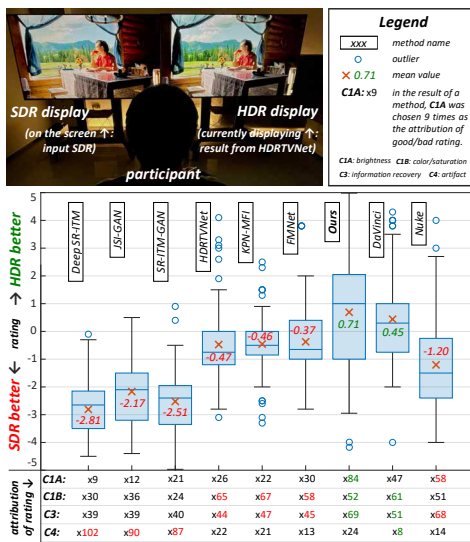 SDR display
(on the screen ↑:
input SDR)
HDR display
(currently displaying ↑:
result from HDRTVNet)
participant
Legend
xxx method name
outlier
0.71 mean value
C1A: x9 in the result of a
method, C1A was
chosen 9 times as
the attribution of
good/bad rating.
C1A: brightness C1B: color/saturation
C3: information recovery C4: artifact
SDR better ← rating → HDR better
5
4
3
2
1
0
-1
-2
-3
-4
-5
Deep SR-ITM
JSI-GAN
SR-ITM-GAN
HDRTVNet
KPN-MFI
FMNet
Ours
DaVinci
Nuke
-2.81
-2.17
-2.51
-0.47
-0.46
-0.37
0.71
0.45
-1.20
attribution
of rating ↓
C1A: x9 x12 x21 x26 x22 x30 x84 x47 x58
C1B: x30 x36 x24 x65 x67 x58 x52 x61 x51
C3: x39 x39 x40 x44 x47 x45 x69 x51 x68
C4: x102 x90 x87 x22 x21 x13 x24 x8 x14